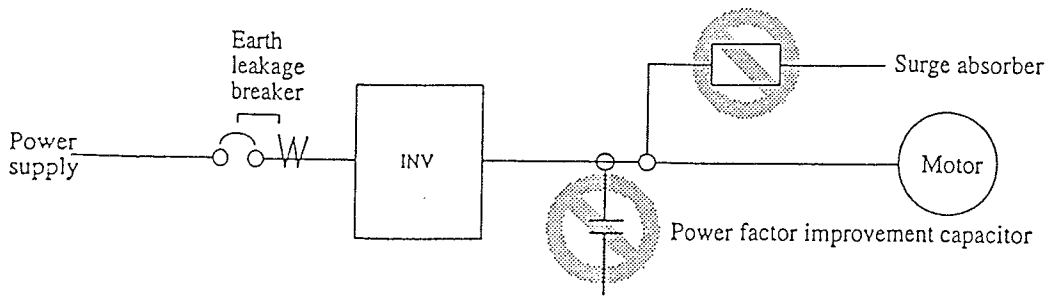 Earth
leakage
breaker
Surge absorber
Power
supply
INV
Motor
Power factor improvement capacitor